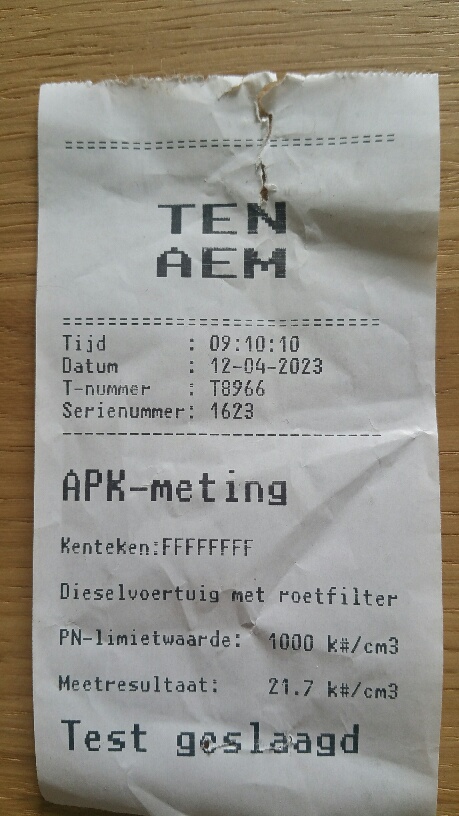 ==============================
TEN
AEM
==============================
Tijd        : 09:10:10
Datum       : 12-04-2023
T-nummer    : T8966
Serienummer: 1623
------------------------------
APK-meting
Kenteken:FFFFFFFF
Dieselvoertuig met roetfilter
PN-limietwaarde:  1000 k#/cm3
Meetresultaat:    21.7 k#/cm3
Test geslaagd